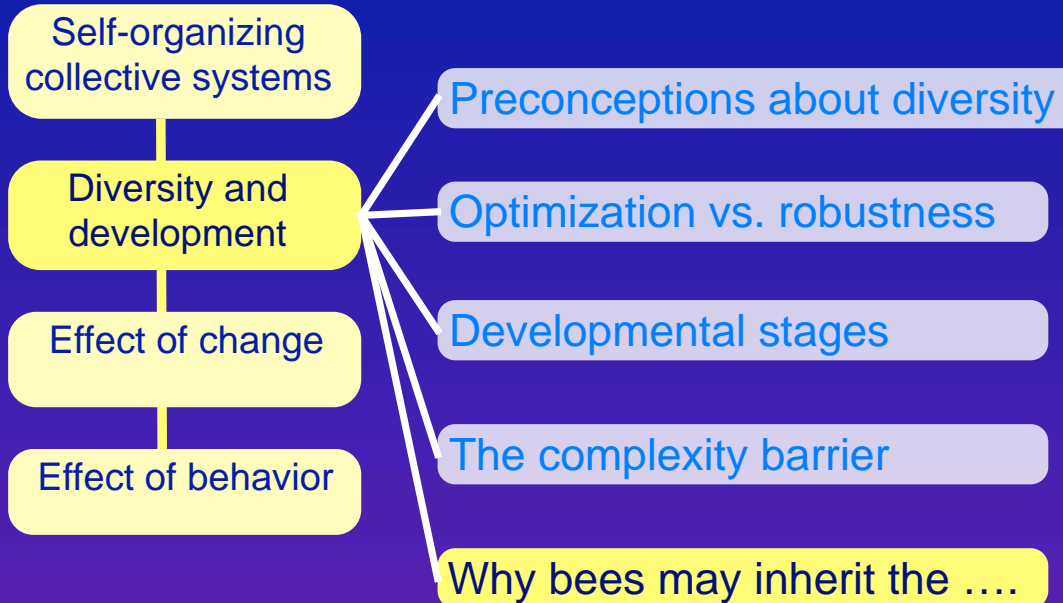 Self-organizing
collective systems
Diversity and
development
Effect of change
Effect of behavior
Preconceptions about diversity
Optimization vs. robustness
Developmental stages
The complexity barrier
Why bees may inherit the ….